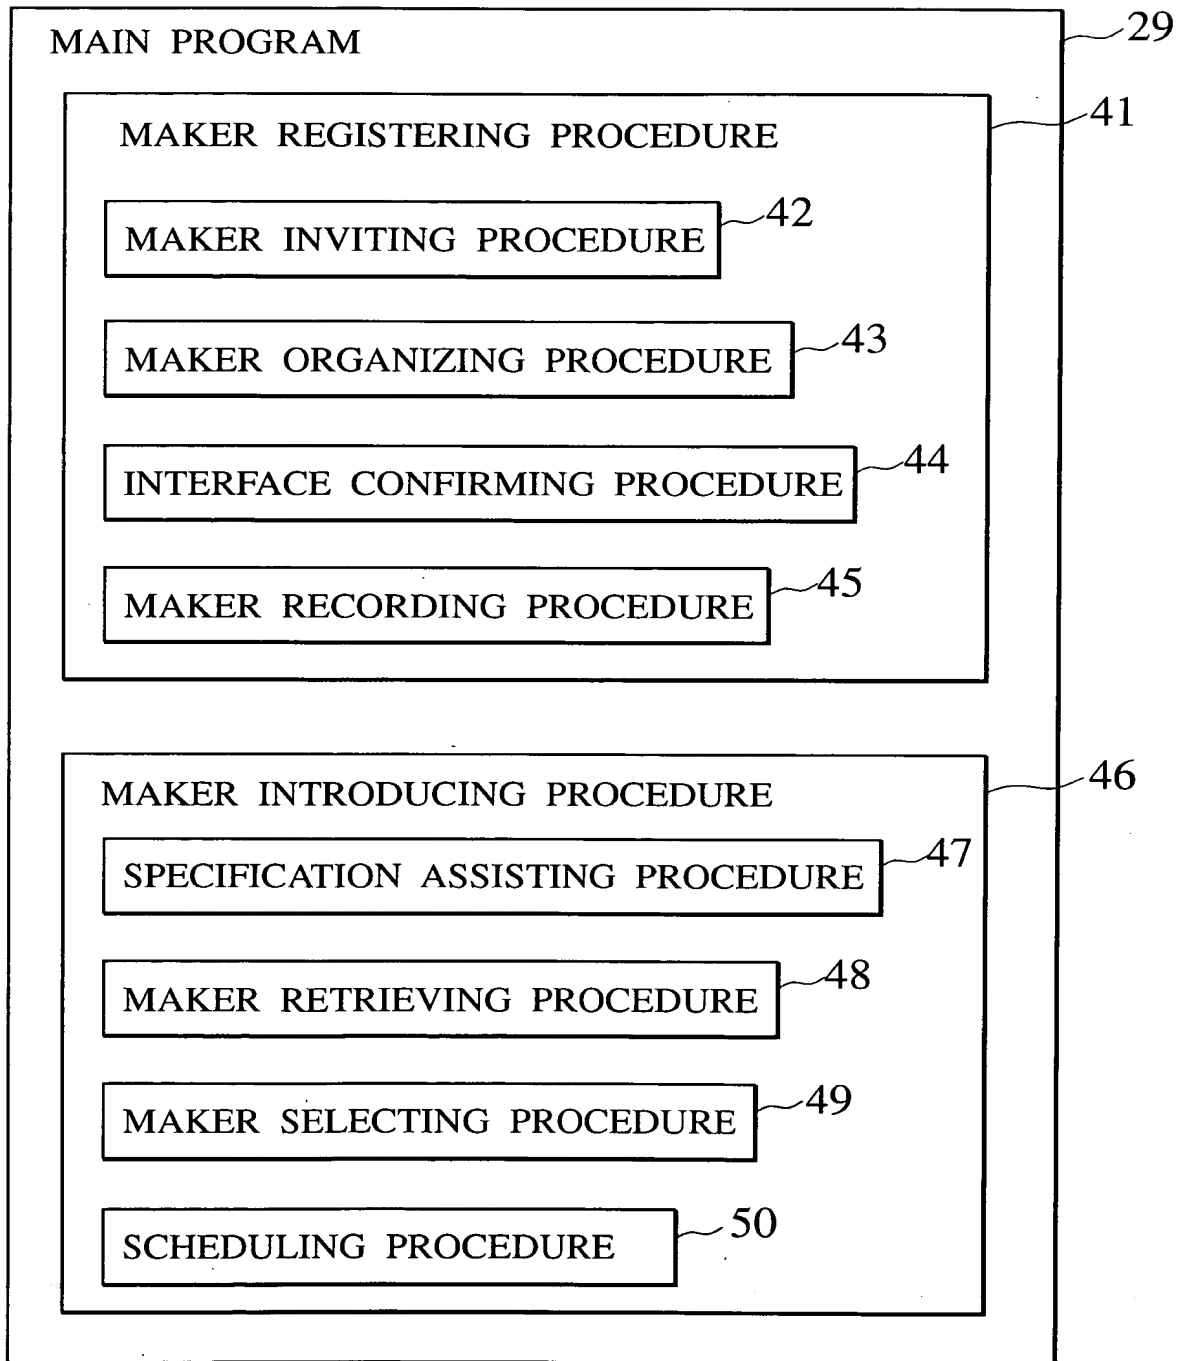 MAIN PROGRAM 29
MAKER REGISTERING PROCEDURE 41
MAKER INVITING PROCEDURE 42
MAKER ORGANIZING PROCEDURE 43
INTERFACE CONFIRMING PROCEDURE 44
MAKER RECORDING PROCEDURE 45
MAKER INTRODUCING PROCEDURE 46
SPECIFICATION ASSISTING PROCEDURE 47
MAKER RETRIEVING PROCEDURE 48
MAKER SELECTING PROCEDURE 49
SCHEDULING PROCEDURE 50